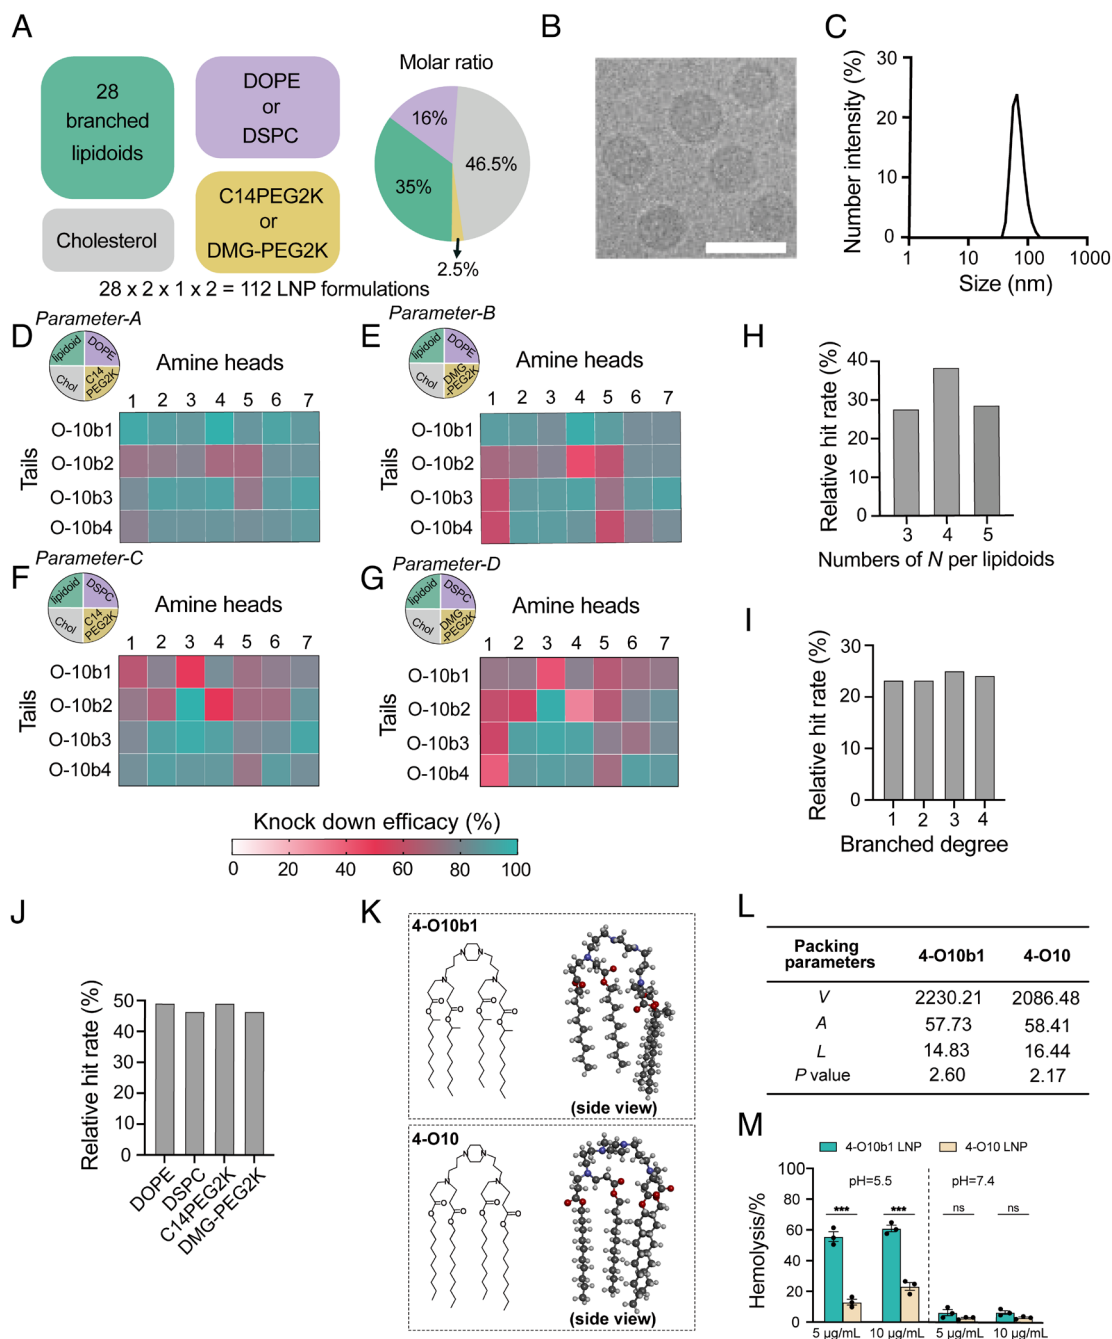 A
28
branched
lipidoids
DOPE
or
DSPC
Cholesterol
C14PEG2K
or
DMG-PEG2K
Molar ratio
16%
46.5%
35%
2.5%
28 x 2 x 1 x 2 = 112 LNP formulations
B
C
Number intensity (%)
30
20
10
0
1
10
100
1000
Size (nm)
D
Parameter-A
lipidoid
DOPE
Chol
C14
PEG2K
Amine heads
1 2 3 4 5 6 7
Tails
O-10b1
O-10b2
O-10b3
O-10b4
E
Parameter-B
lipidoid
DOPE
Chol
DMG
-PEG2K
Amine heads
1 2 3 4 5 6 7
Tails
O-10b1
O-10b2
O-10b3
O-10b4
F
Parameter-C
lipidoid
DSPC
Chol
C14
PEG2K
Amine heads
1 2 3 4 5 6 7
Tails
O-10b1
O-10b2
O-10b3
O-10b4
G
Parameter-D
lipidoid
DSPC
Chol
DMG
-PEG2K
Amine heads
1 2 3 4 5 6 7
Tails
O-10b1
O-10b2
O-10b3
O-10b4
Knock down efficacy (%)
0 20 40 60 80 100
H
Relative hit rate (%)
40
30
20
10
0
3 4 5
Numbers of N per lipidoids
I
Relative hit rate (%)
30
20
10
0
1 2 3 4
Branched degree
J
Relative hit rate (%)
50
40
30
20
10
0
DOPE
DSPC
C14PEG2K
DMG-PEG2K
K
4-O10b1
N N
N N
O O O O
O O O O
(side view)
4-O10
N N
N N
O O O O
O O O O
(side view)
L
Packing parameters 4-O10b1 4-O10
V 2230.21 2086.48
A 57.73 58.41
L 14.83 16.44
P value 2.60 2.17
M
4-O10b1 LNP 4-O10 LNP
Hemolysis/%
100
80
60
40
20
0
pH=5.5 pH=7.4
*** *** ns ns
5 µg/mL 10 µg/mL 5 µg/mL 10 µg/mL